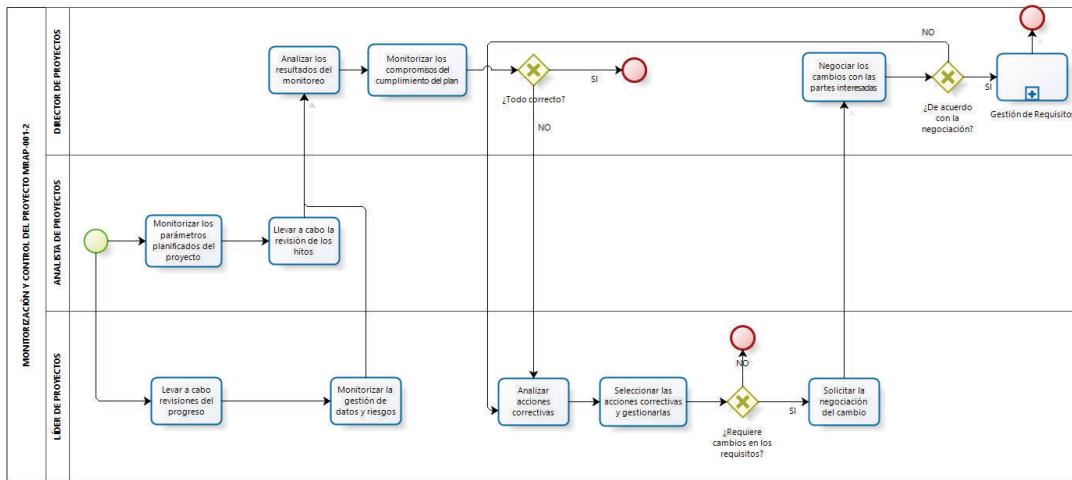 MONITORIZACIÓN Y CONTROL DEL PROYECTO MRAP-001-2
DIRECTOR DE PROYECTOS
Analizar los
resultados del
monitoreo
Monitorizar los
compromisos del
cumplimiento del plan
¿Todo correcto?
SI
NO
Negociar los
cambios con las
partes interesadas
NO
¿De acuerdo
con la
negociación?
SI
Gestión de Requisitos
ANALISTA DE PROYECTOS
Monitorizar los
parámetros
planificados del
proyecto
Llevar a cabo la
revisión de los
hitos
LÍDER DE PROYECTOS
Levar a cabo
revisiones del
progreso
Monitorizar la
gestión de
datos y riesgos
Analizar
acciones
correctivas
Seleccionar las
acciones correctivas
y gestionarlas
NO
¿Requiere
cambios en los
requisitos?
SI
Solicitar la
negociación
del cambio